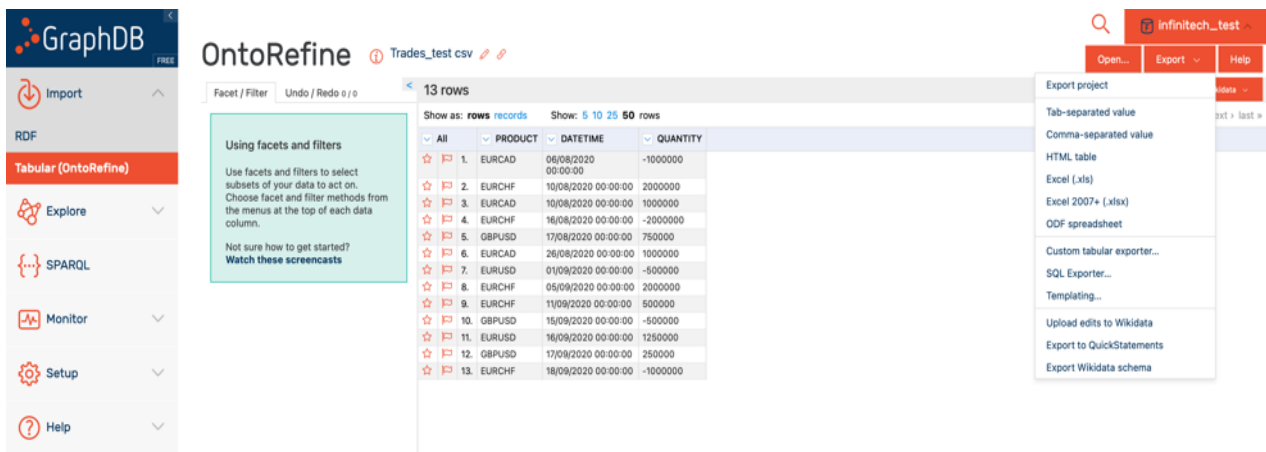 GraphDB
FREE
Import
RDF
Tabular (OntoRefine)
Explore
SPARQL
Monitor
Setup
Help
OntoRefine Trades_test csv
infinitech_test
Open... Export Help
Facet / Filter Undo / Redo 0 / 0
Using facets and filters
Use facets and filters to select
subsets of your data to act on.
Choose facet and filter methods from
the menus at the top of each data
column.
Not sure how to get started?
Watch these screencasts
13 rows
Show as: rows records Show: 5 10 25 50 rows
All PRODUCT DATETIME QUANTITY
1. EURCAD 06/08/2020 00:00:00 -1000000
2. EURCHF 10/08/2020 00:00:00 2000000
3. EURCAD 10/08/2020 00:00:00 1000000
4. EURCHF 16/08/2020 00:00:00 -2000000
5. GBPUSD 17/08/2020 00:00:00 750000
6. EURCAD 26/08/2020 00:00:00 1000000
7. EURUSD 01/09/2020 00:00:00 -500000
8. EURCHF 05/09/2020 00:00:00 2000000
9. EURCHF 11/09/2020 00:00:00 500000
10. GBPUSD 15/09/2020 00:00:00 -500000
11. EURUSD 16/09/2020 00:00:00 1250000
12. GBPUSD 17/09/2020 00:00:00 250000
13. EURCHF 18/09/2020 00:00:00 -1000000
Export project
Tab-separated value
Comma-separated value
HTML table
Excel (.xls)
Excel 2007+ (.xlsx)
ODF spreadsheet
Custom tabular exporter...
SQL Exporter...
Templating...
Upload edits to Wikidata
Export to QuickStatements
Export Wikidata schema
last »